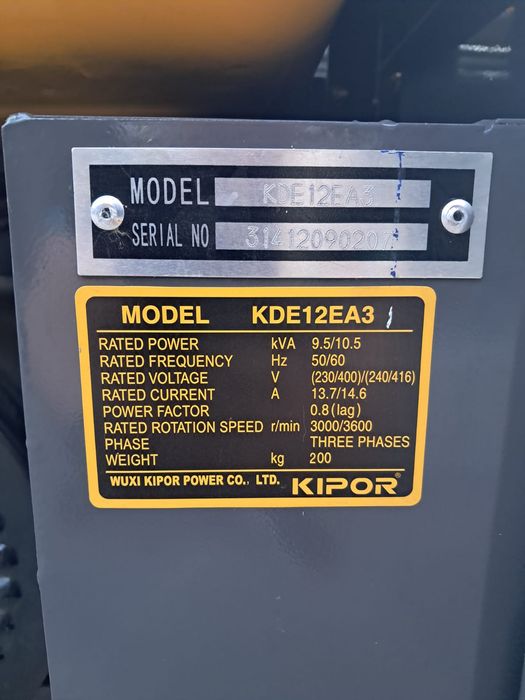 MODEL KDE12EA3
SERIAL NO 31412090207
MODEL KDE12EA3
RATED POWER kVA 9.5/10.5
RATED FREQUENCY Hz 50/60
RATED VOLTAGE V (230/400)/(240/416)
RATED CURRENT A 13.7/14.6
POWER FACTOR 0.8(lag)
RATED ROTATION SPEED r/min 3000/3600
PHASE THREE PHASES
WEIGHT kg 200
WUXI KIPOR POWER CO., LTD. KIPOR®